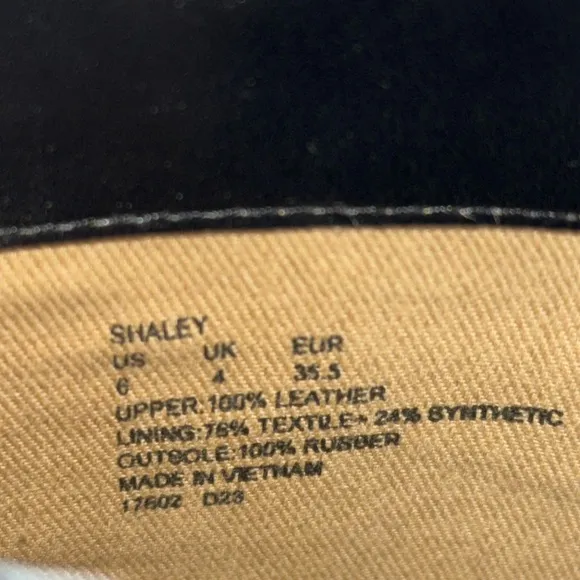 SHALEY
US UK EUR
6 4 35.5
UPPER:100% LEATHER
LINING:76% TEXTILE+ 24% SYNTHETIC
OUTSOLE:100% RUBBER
MADE IN VIETNAM
17602 D23